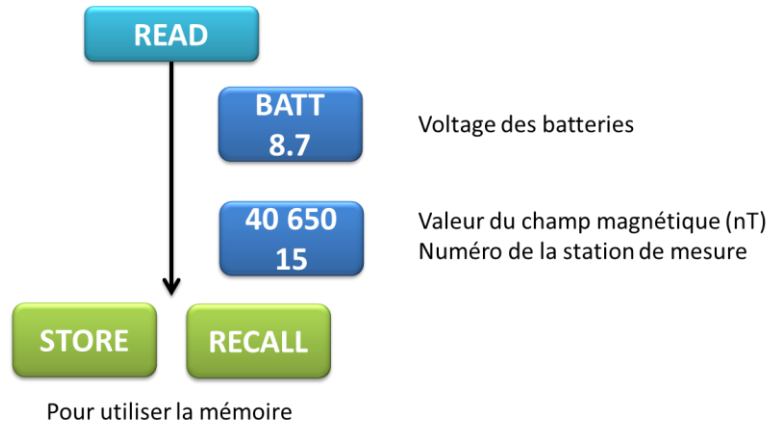 READ
BATT
8.7
Voltage des batteries
40 650
15
Valeur du champ magnétique (nT)
Numéro de la station de mesure
STORE
RECALL
Pour utiliser la mémoire